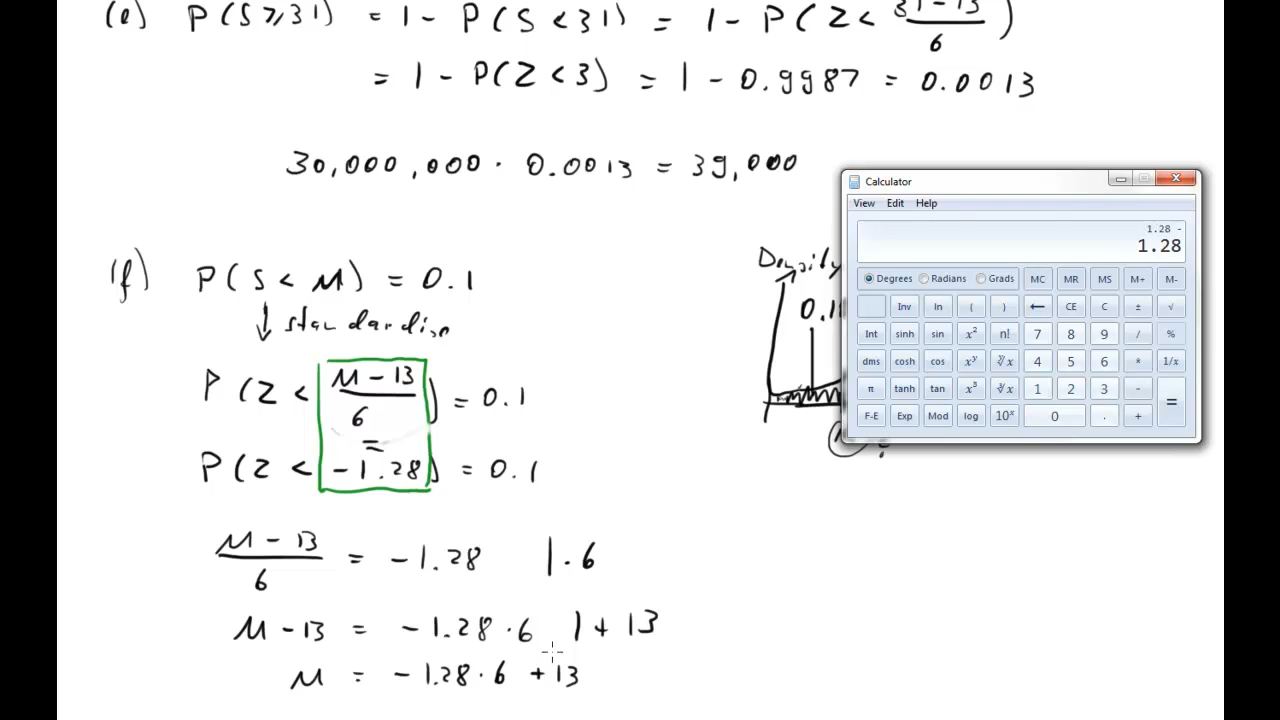 (e) P(S ≥ 31) = 1 - P(S < 31) = 1 - P(Z < (31-13)/6)
= 1 - P(Z < 3) = 1 - 0.9987 = 0.0013
30,000,000 · 0.0013 = 39,000
Calculator
View Edit Help
1.28 -
1.28
Degrees Radians Grads MC MR MS M+ M-
Inv ln ( ) ← CE C ± √
Int sinh sin x² n! 7 8 9 / %
dms cosh cos xʸ ʸ√x 4 5 6 * 1/x
π tanh tan x³ ³√x 1 2 3 - =
F-E Exp Mod log 10ˣ 0 . +
(f) P(S < M) = 0.1
↓ standardise
P(Z < (M-13)/6) = 0.1
=
P(Z < -1.28) = 0.1
(M-13)/6 = -1.28 | · 6
M - 13 = -1.28 · 6 | + 13
M = -1.28 · 6 + 13
Density